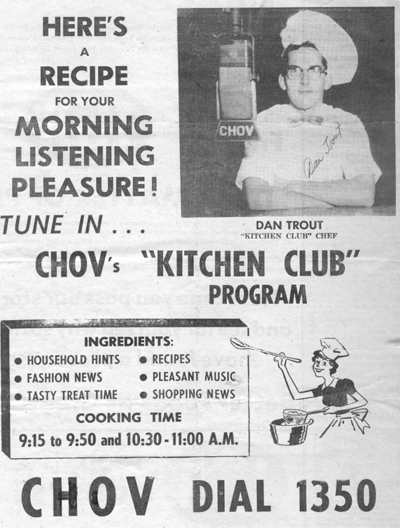 HERE'S
A
RECIPE
FOR YOUR
MORNING
LISTENING
PLEASURE!
TUNE IN . . .
CHOV
Dan Trout
DAN TROUT
"KITCHEN CLUB" CHEF
CHOV's "KITCHEN CLUB"
PROGRAM
INGREDIENTS:
• HOUSEHOLD HINTS • RECIPES
• FASHION NEWS • PLEASANT MUSIC
• TASTY TREAT TIME • SHOPPING NEWS
COOKING TIME
9:15 to 9:50 and 10:30 - 11:00 A.M.
CHOV DIAL 1350